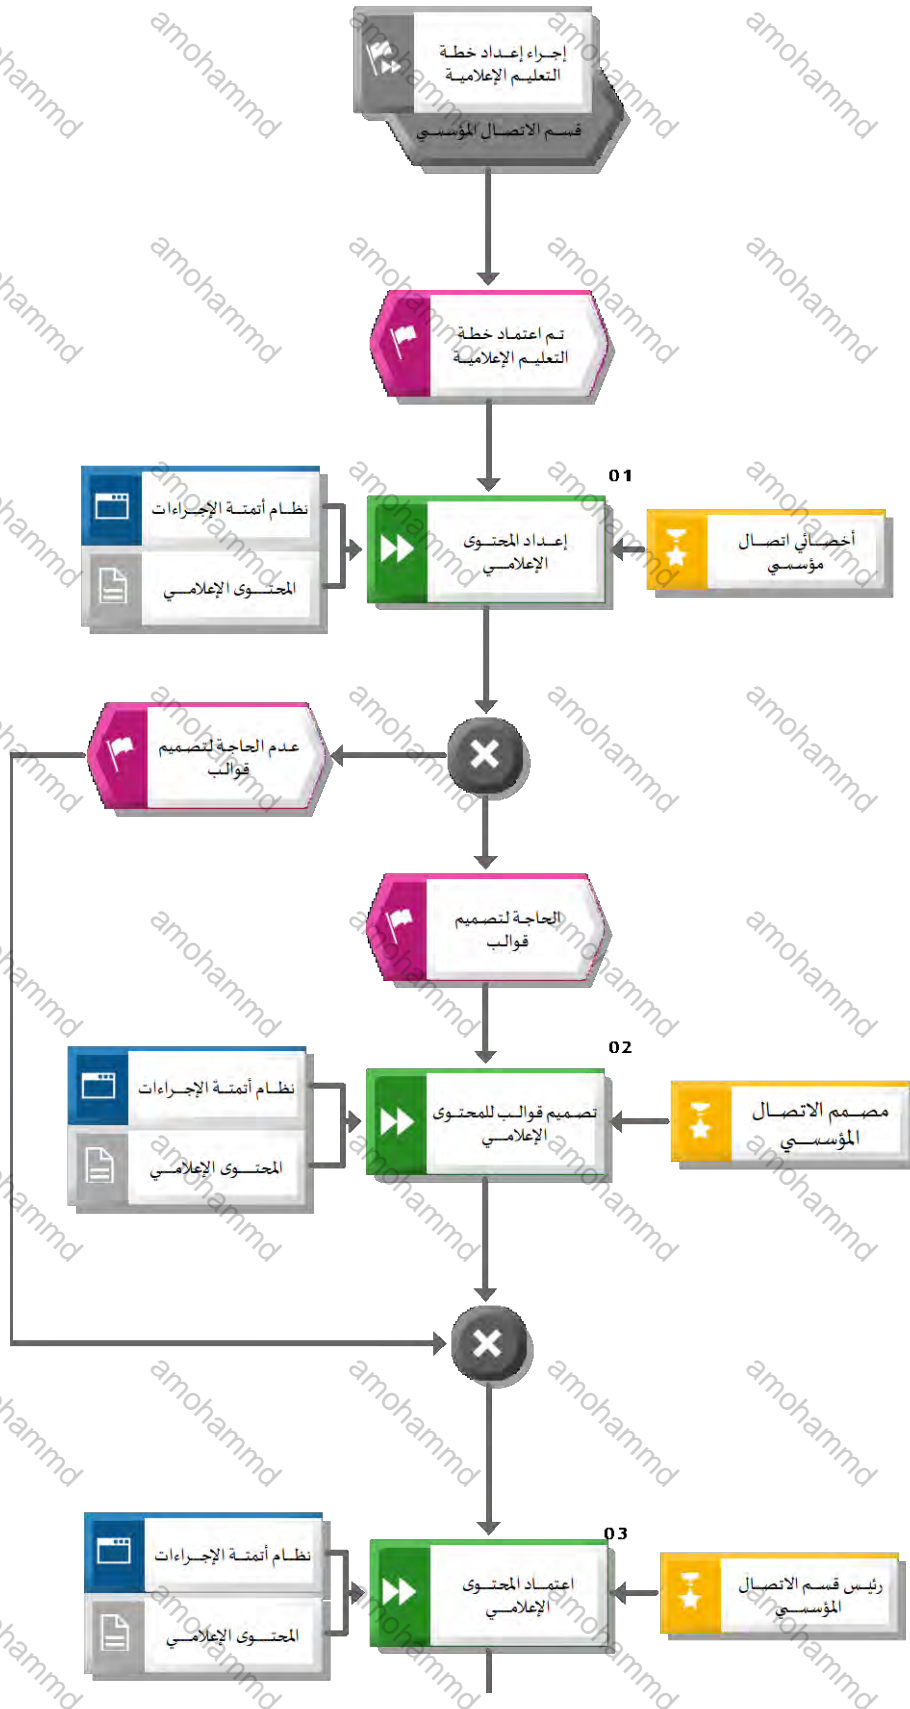 إجراء إعداد خطة
التعليم الإعلامية
قسم الاتصال المؤسسي
تم اعتماد خطة
التعليم الإعلامية
01
أخصائي اتصال
مؤسسي
إعداد المحتوى
الإعلامي
نظام أتمتة الإجراءات
المحتوى الإعلامي
عدم الحاجة لتصميم
قوالب
الحاجة لتصميم
قوالب
02
مصمم الاتصال
المؤسسي
تصميم قوالب للمحتوى
الإعلامي
نظام أتمتة الإجراءات
المحتوى الإعلامي
03
رئيس قسم الاتصال
المؤسسي
اعتماد المحتوى
الإعلامي
نظام أتمتة الإجراءات
المحتوى الإعلامي
amohammd